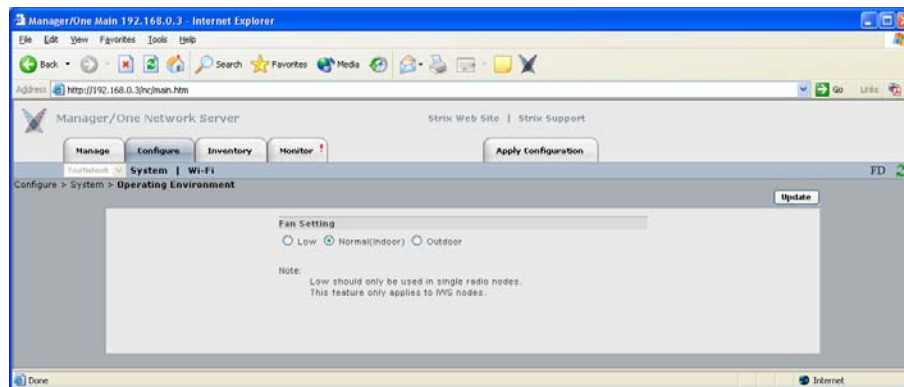 Manager/One Main 192.168.0.3 - Internet Explorer
File Edit View Favorites Tools Help
Back Search Favorites Media
Address http://192.168.0.3/nc/main.htm Go Links
Manager/One Network Server Strix Web Site | Strix Support
Manage Configure Inventory Monitor ! Apply Configuration
YourNetwork System | Wi-Fi FD
Configure > System > Operating Environment
Update
Fan Setting
Low Normal(Indoor) Outdoor
Note:
Low should only be used in single radio nodes.
This feature only applies to IWS nodes.
Done Internet